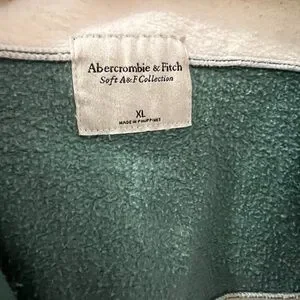 Abercrombie & Fitch
Soft A&F Collection
XL
MADE IN PHILIPPINES